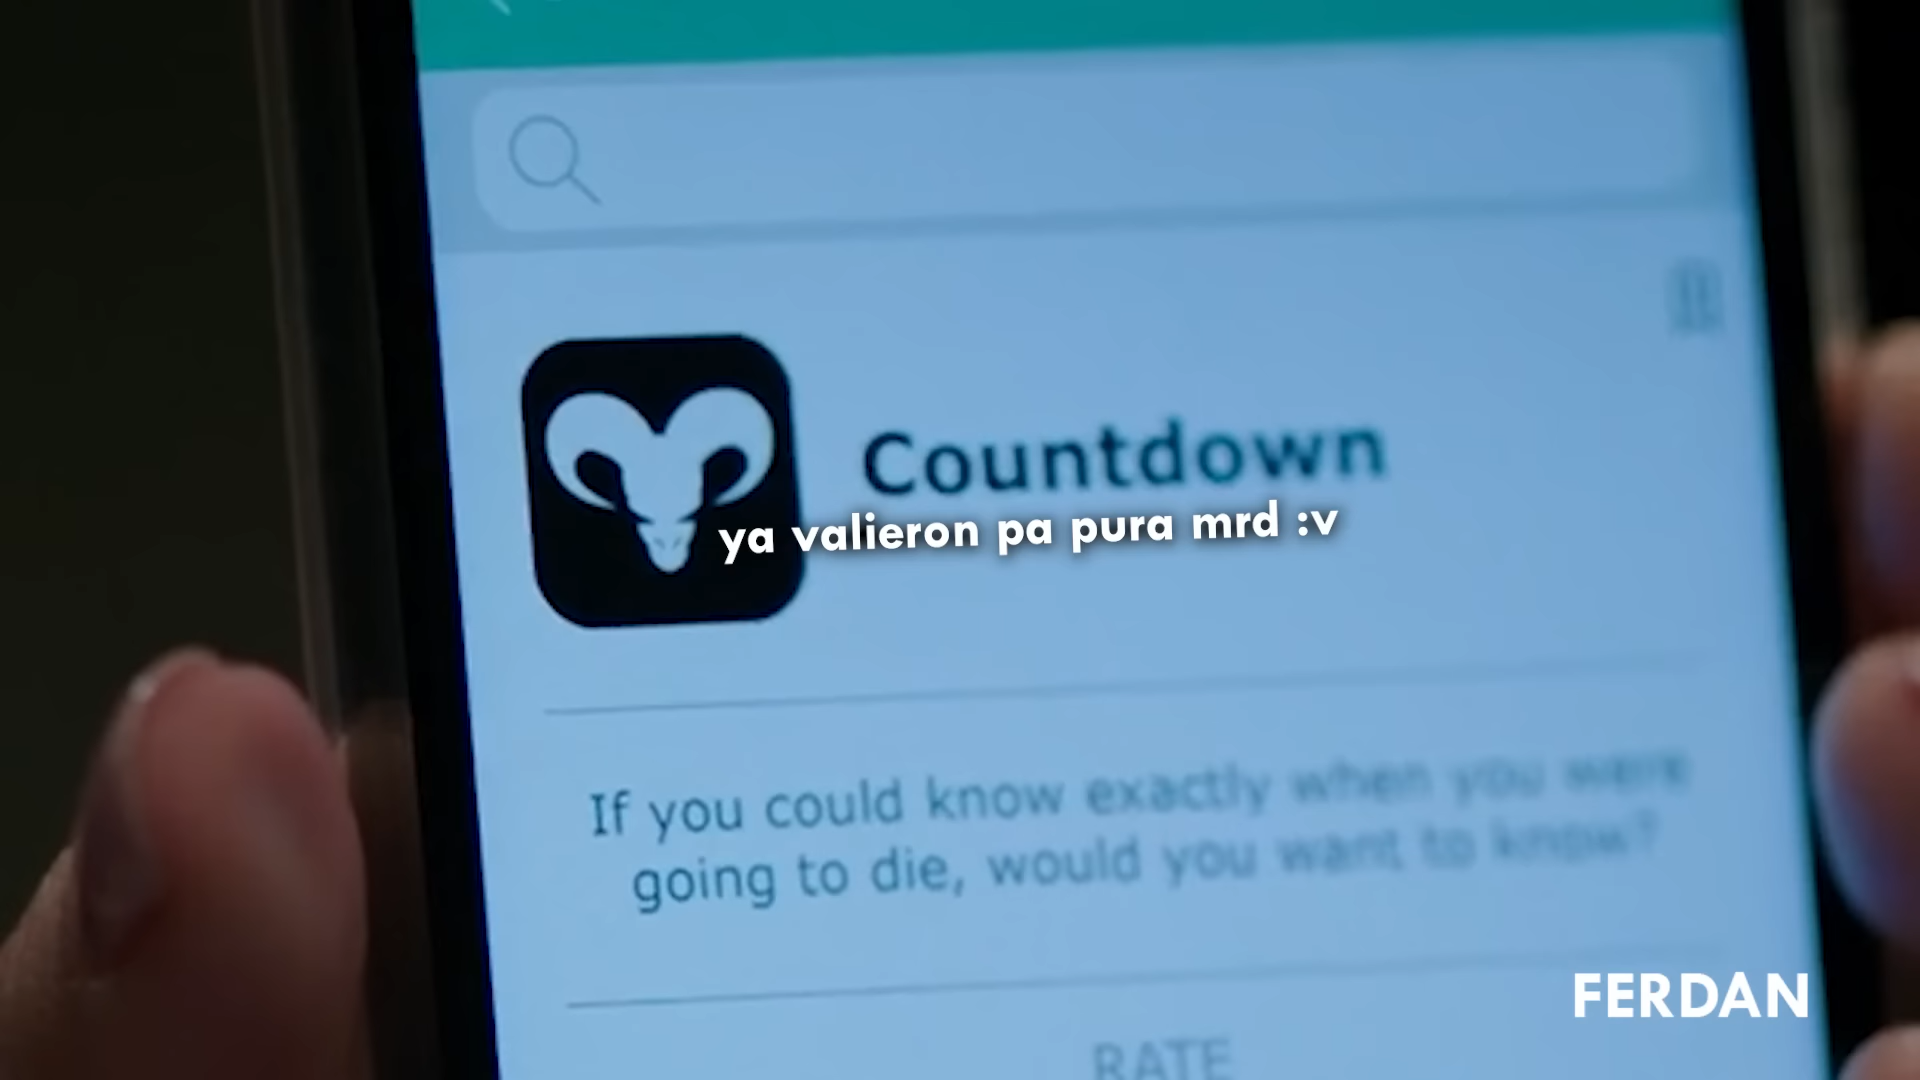 Countdown
ya valieron pa pura mrd :v
If you could know exactly when you were
going to die, would you want to know?
RATE
FERDAN